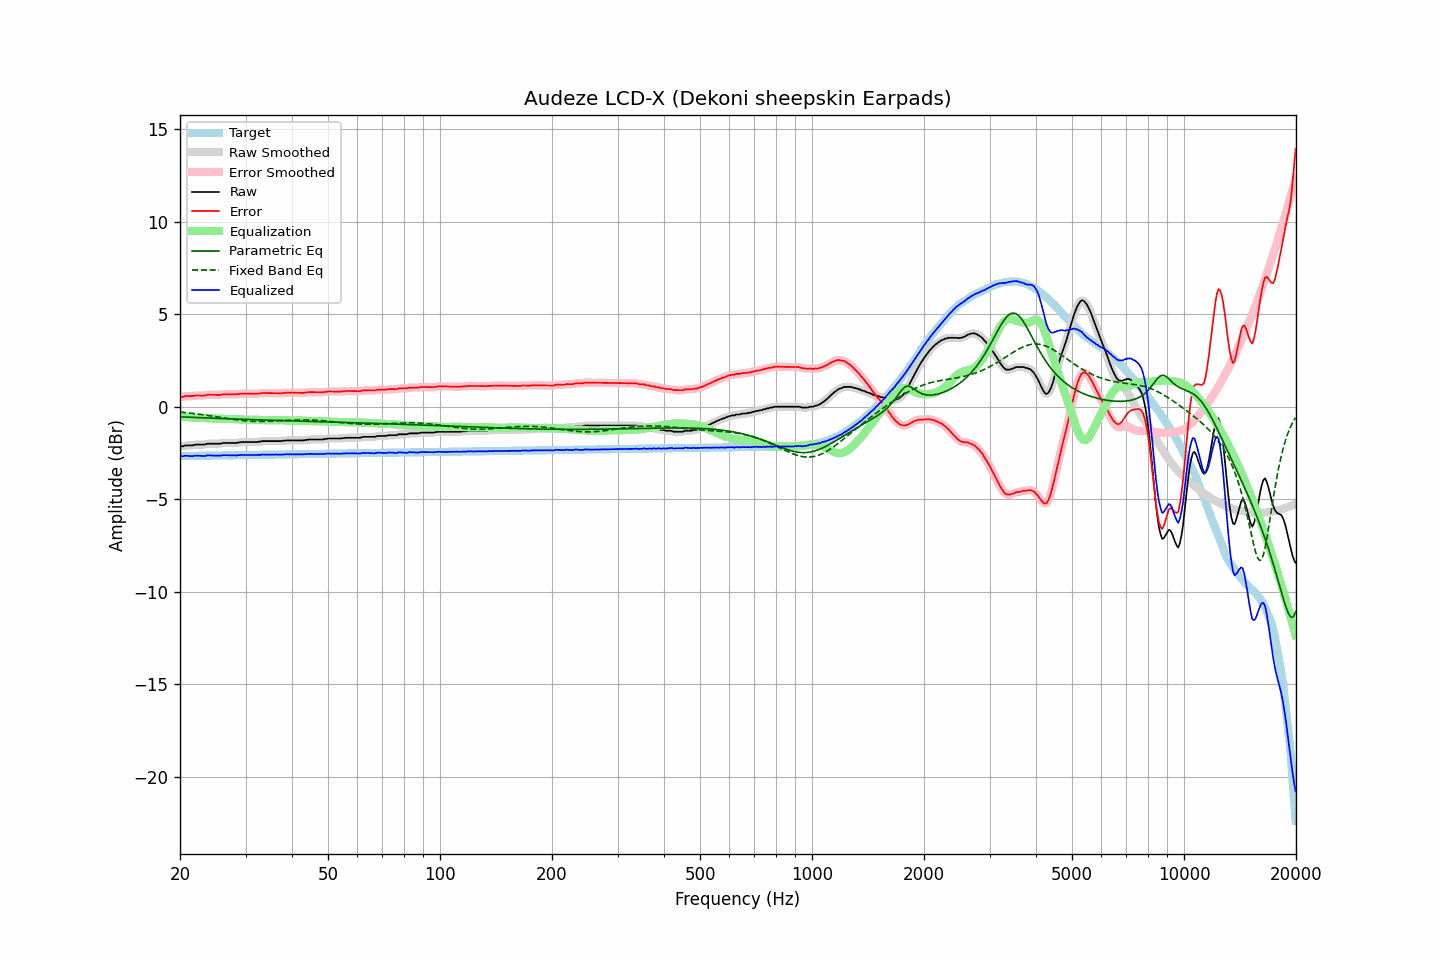 Audeze LCD-X (Dekoni sheepskin Earpads)
Target
Raw Smoothed
Error Smoothed
Raw
Error
Equalization
Parametric Eq
Fixed Band Eq
Equalized
Amplitude (dBr)
15
10
5
0
−5
−10
−15
−20
20
50
100
200
500
1000
2000
5000
10000
20000
Frequency (Hz)